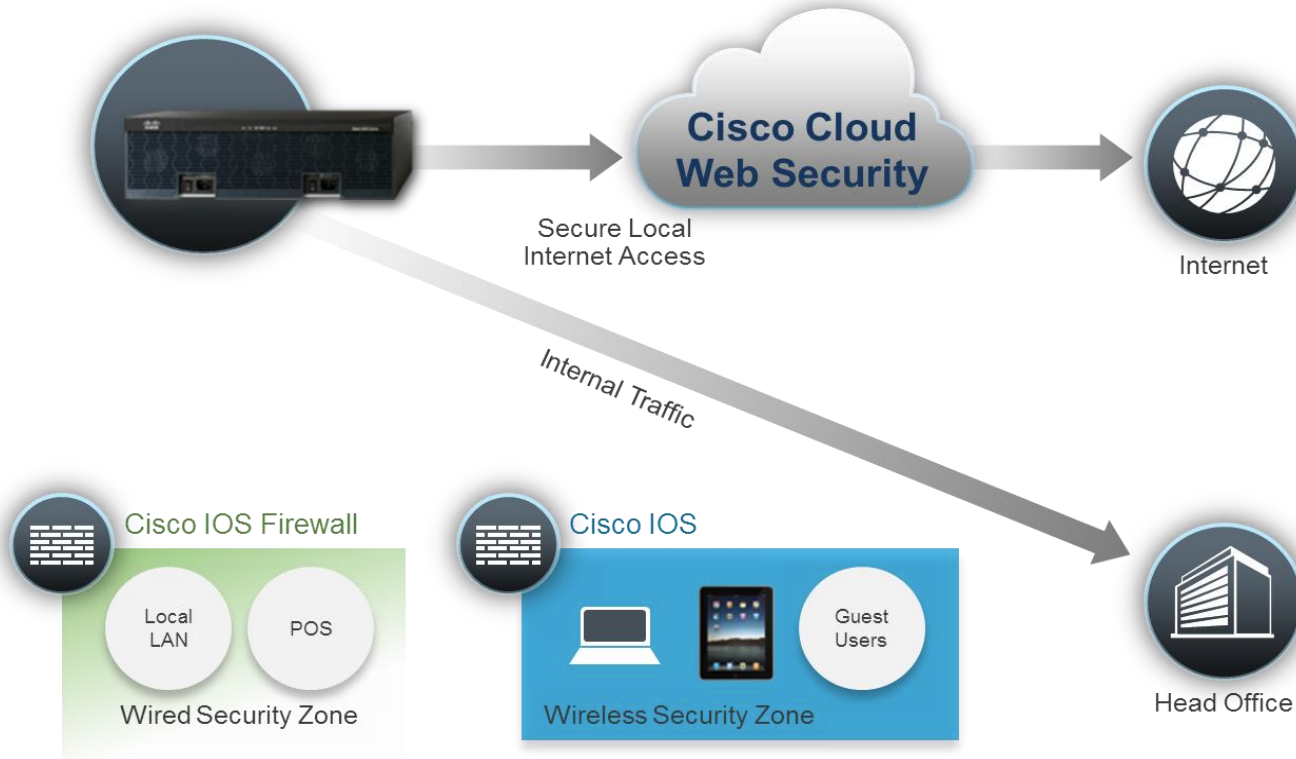 Cisco Cloud
Web Security
Secure Local
Internet Access
Internet
Internal Traffic
Cisco IOS Firewall
Local
LAN
POS
Wired Security Zone
Cisco IOS
Guest
Users
Wireless Security Zone
Head Office